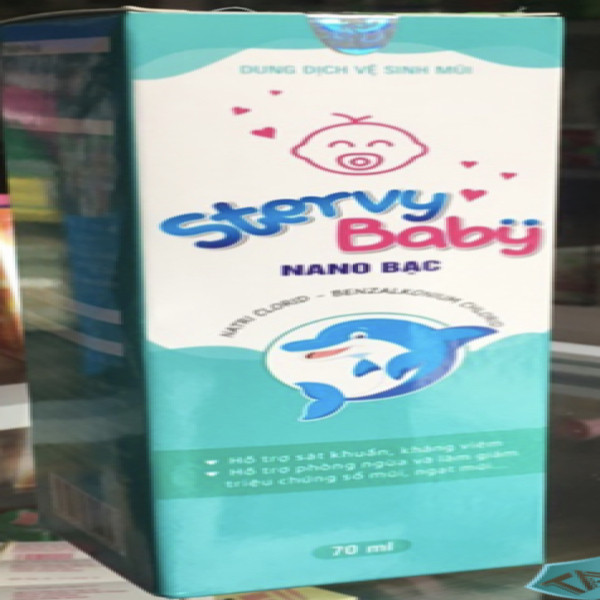 DUNG DỊCH VỆ SINH MŨI
Stervy
Baby
NANO BẠC
NATRI CLORID - BENZALKONIUM CHLORID
Hỗ trợ sát khuẩn, kháng viêm
Hỗ trợ phòng ngừa và làm giảm
triệu chứng sổ mũi, ngạt mũi...
70 ml
TA